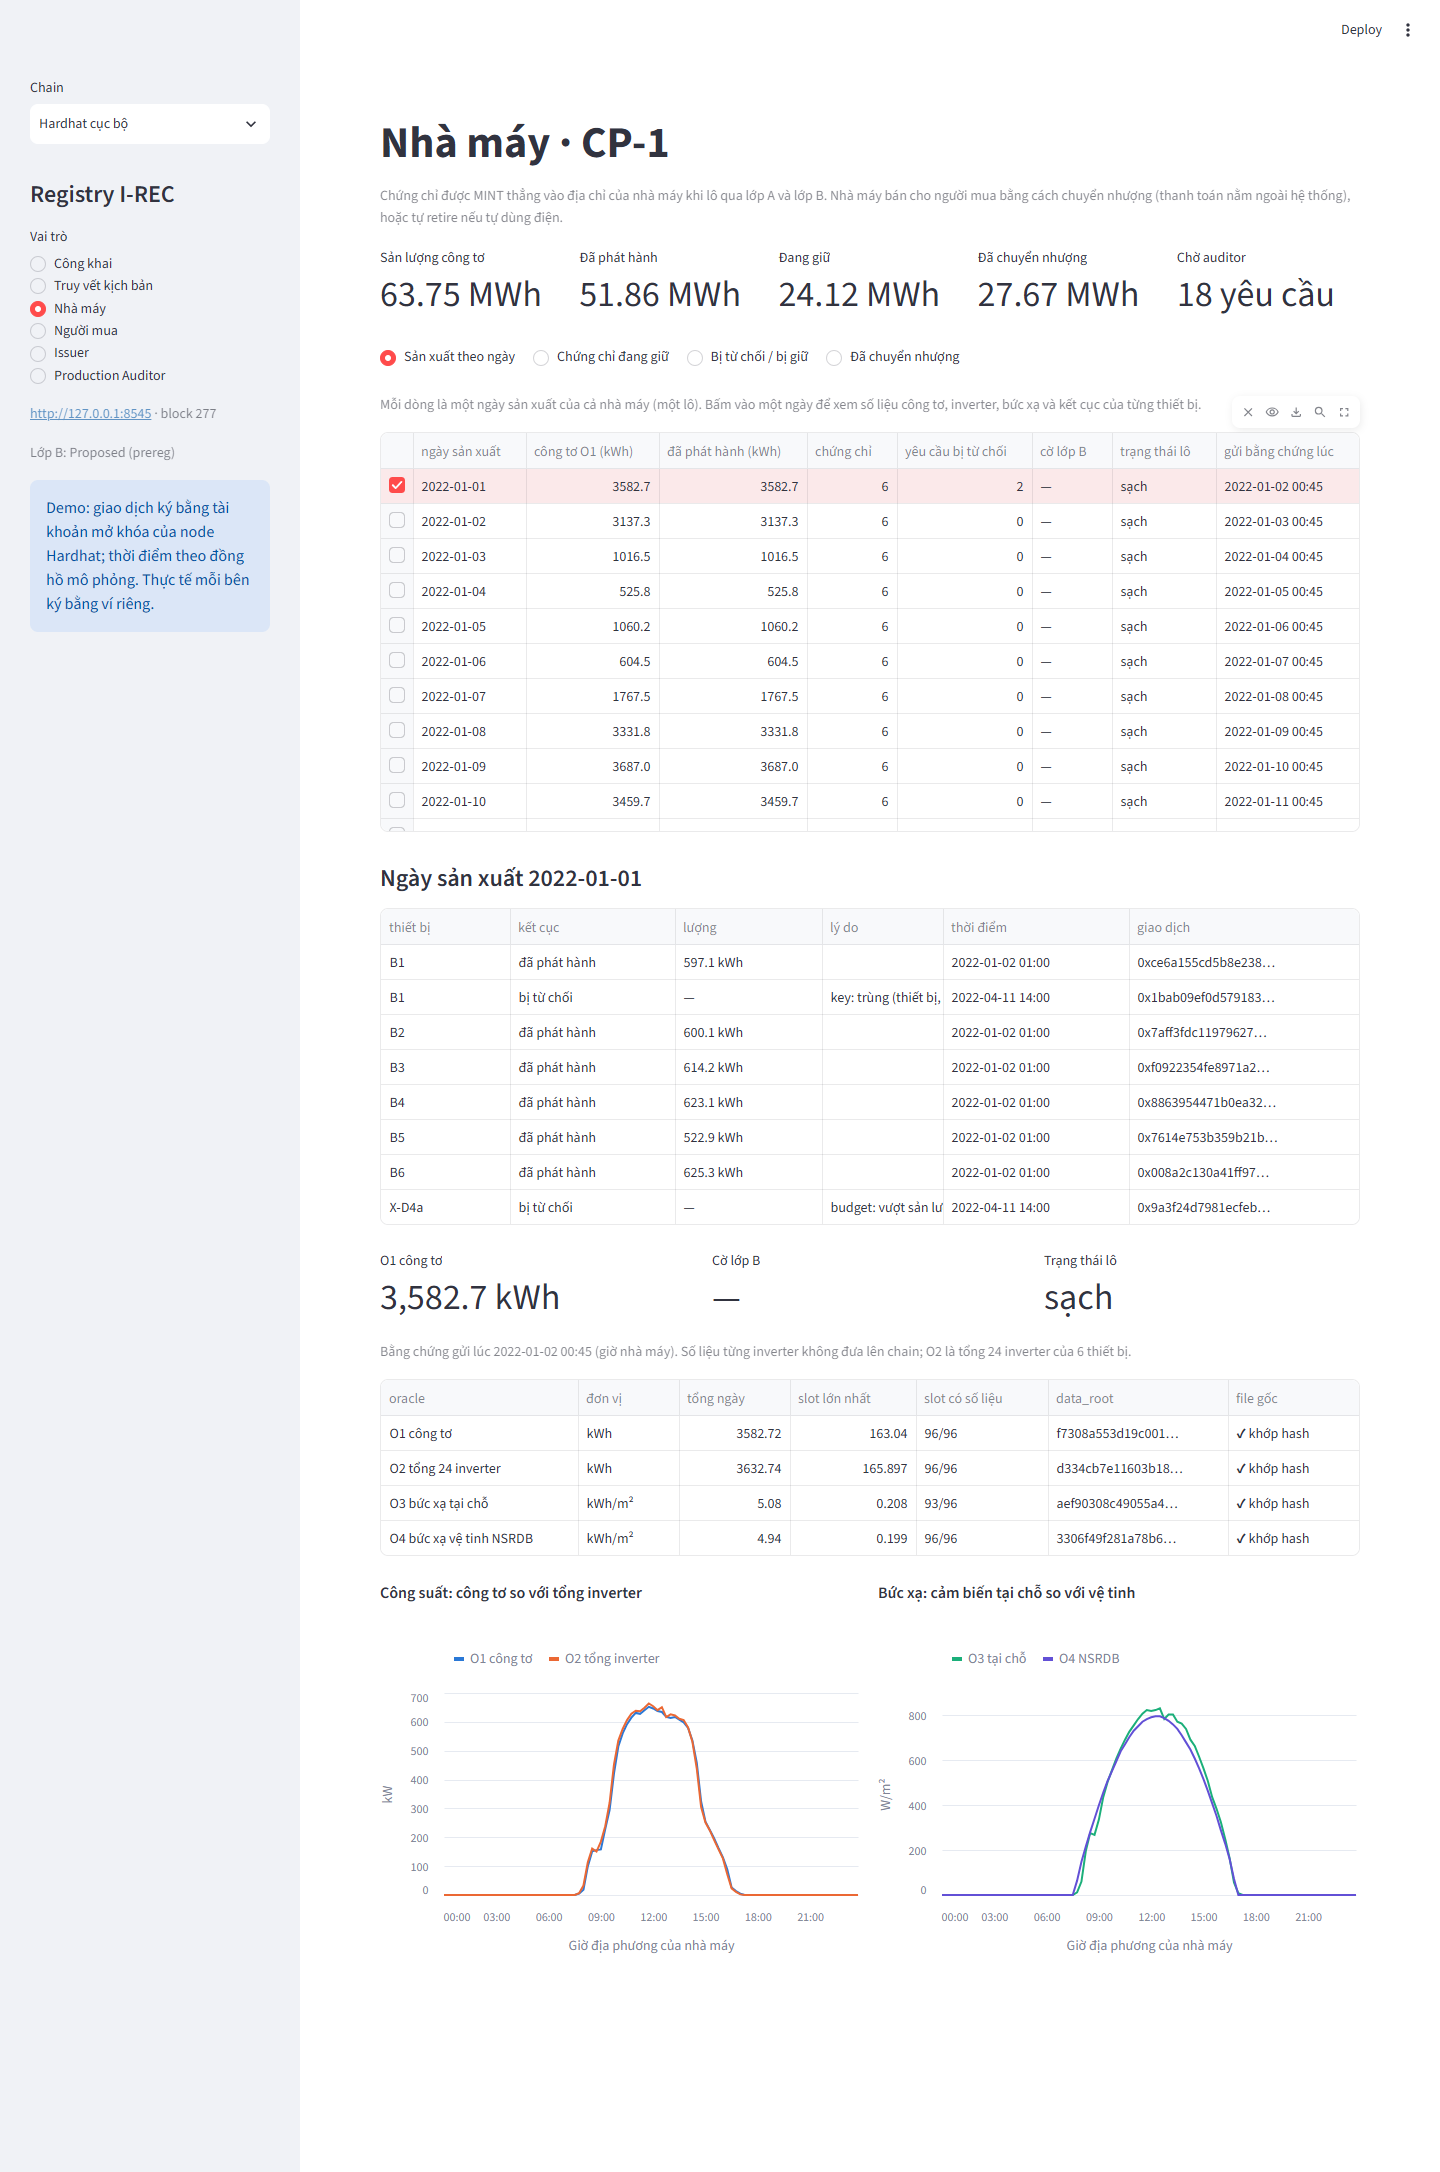 Deploy
Chain
Hardhat cục bộ
Registry I-REC
Vai trò
Công khai
Truy vết kịch bản
Nhà máy
Người mua
Issuer
Production Auditor
http://127.0.0.1:8545 · block 277
Lớp B: Proposed (prereg)
Demo: giao dịch ký bằng tài
khoản mở khóa của node
Hardhat; thời điểm theo đồng
hồ mô phỏng. Thực tế mỗi bên
ký bằng ví riêng.
Nhà máy · CP-1
Chứng chỉ được MINT thẳng vào địa chỉ của nhà máy khi lô qua lớp A và lớp B. Nhà máy bán cho người mua bằng cách chuyển nhượng (thanh toán nằm ngoài hệ thống),
hoặc tự retire nếu tự dùng điện.
Sản lượng công tơ Đã phát hành Đang giữ Đã chuyển nhượng Chờ auditor
63.75 MWh 51.86 MWh 24.12 MWh 27.67 MWh 18 yêu cầu
Sản xuất theo ngày Chứng chỉ đang giữ Bị từ chối / bị giữ Đã chuyển nhượng
Mỗi dòng là một ngày sản xuất của cả nhà máy (một lô). Bấm vào một ngày để xem số liệu công tơ, inverter, bức xạ và kết cục của từng thiết bị.
ngày sản xuất công tơ O1 (kWh) đã phát hành (kWh) chứng chỉ yêu cầu bị từ chối cờ lớp B trạng thái lô gửi bằng chứng lúc
2022-01-01 3582.7 3582.7 6 2 — sạch 2022-01-02 00:45
2022-01-02 3137.3 3137.3 6 0 — sạch 2022-01-03 00:45
2022-01-03 1016.5 1016.5 6 0 — sạch 2022-01-04 00:45
2022-01-04 525.8 525.8 6 0 — sạch 2022-01-05 00:45
2022-01-05 1060.2 1060.2 6 0 — sạch 2022-01-06 00:45
2022-01-06 604.5 604.5 6 0 — sạch 2022-01-07 00:45
2022-01-07 1767.5 1767.5 6 0 — sạch 2022-01-08 00:45
2022-01-08 3331.8 3331.8 6 0 — sạch 2022-01-09 00:45
2022-01-09 3687.0 3687.0 6 0 — sạch 2022-01-10 00:45
2022-01-10 3459.7 3459.7 6 0 — sạch 2022-01-11 00:45
Ngày sản xuất 2022-01-01
thiết bị kết cục lượng lý do thời điểm giao dịch
B1 đã phát hành 597.1 kWh 2022-01-02 01:00 0xce6a155cd5b8e238…
B1 bị từ chối — key: trùng (thiết bị, 2022-04-11 14:00 0x1bab09ef0d579183…
B2 đã phát hành 600.1 kWh 2022-01-02 01:00 0x7aff3fdc11979627…
B3 đã phát hành 614.2 kWh 2022-01-02 01:00 0xf0922354fe8971a2…
B4 đã phát hành 623.1 kWh 2022-01-02 01:00 0x8863954471b0ea32…
B5 đã phát hành 522.9 kWh 2022-01-02 01:00 0x7614e753b359b21b…
B6 đã phát hành 625.3 kWh 2022-01-02 01:00 0x008a2c130a41ff97…
X-D4a bị từ chối — budget: vượt sản lư 2022-04-11 14:00 0x9a3f24d7981ecfeb…
O1 công tơ Cờ lớp B Trạng thái lô
3,582.7 kWh — sạch
Bằng chứng gửi lúc 2022-01-02 00:45 (giờ nhà máy). Số liệu từng inverter không đưa lên chain; O2 là tổng 24 inverter của 6 thiết bị.
oracle đơn vị tổng ngày slot lớn nhất slot có số liệu data_root file gốc
O1 công tơ kWh 3582.72 163.04 96/96 f7308a553d19c001… ✓ khớp hash
O2 tổng 24 inverter kWh 3632.74 165.897 96/96 d334cb7e11603b18… ✓ khớp hash
O3 bức xạ tại chỗ kWh/m² 5.08 0.208 93/96 aef90308c49055a4… ✓ khớp hash
O4 bức xạ vệ tinh NSRDB kWh/m² 4.94 0.199 96/96 3306f49f281a78b6… ✓ khớp hash
Công suất: công tơ so với tổng inverter
O1 công tơ O2 tổng inverter
700
600
500
400
300
200
100
0
kW
00:00 03:00 06:00 09:00 12:00 15:00 18:00 21:00
Giờ địa phương của nhà máy
Bức xạ: cảm biến tại chỗ so với vệ tinh
O3 tại chỗ O4 NSRDB
800
600
400
200
0
W/m²
00:00 03:00 06:00 09:00 12:00 15:00 18:00 21:00
Giờ địa phương của nhà máy